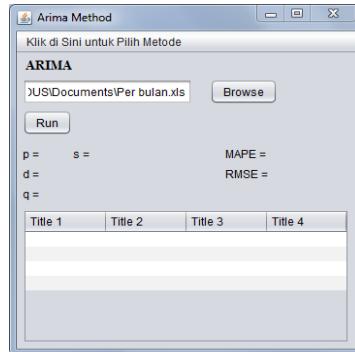 Arima Method
Klik di Sini untuk Pilih Metode
ARIMA
OUS\Documents\Per bulan.xls Browse
Run
p = s = MAPE =
d = RMSE =
q =
Title 1 Title 2 Title 3 Title 4